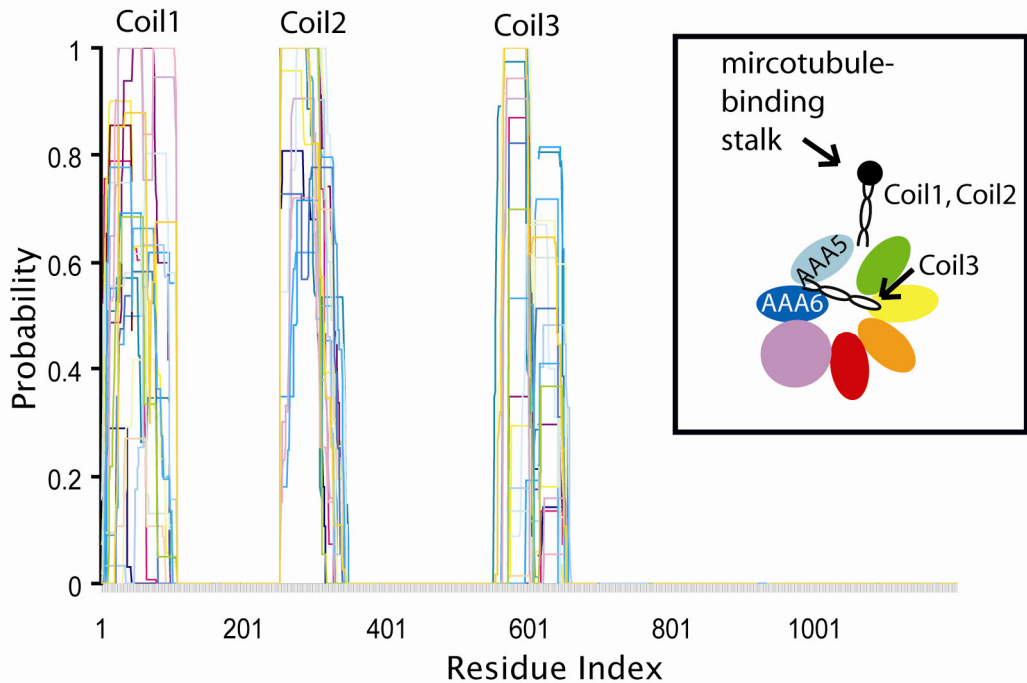 Coil1
Coil2
Coil3
Probability
1
0.8
0.6
0.4
0.2
0
1
201
401
601
801
1001
Residue Index
mircotubule-
binding
stalk
Coil1, Coil2
AAA5
Coil3
AAA6